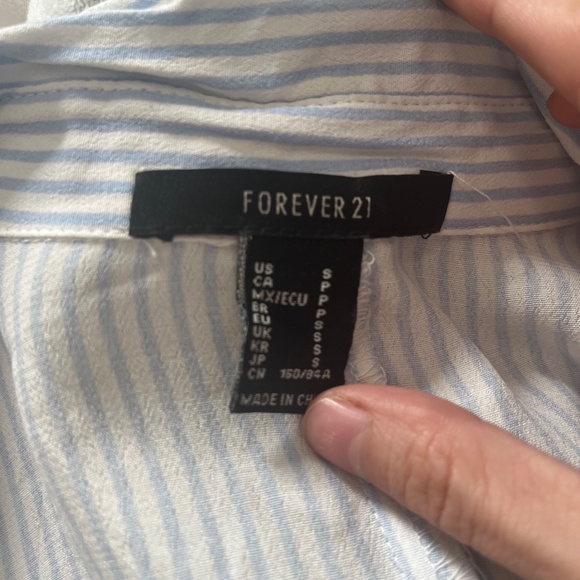 FOREVER 21
US S
CA P
MX/ECU P
BR P
EU S
UK S
KR S
JP S
CN 160/84A
MADE IN CH